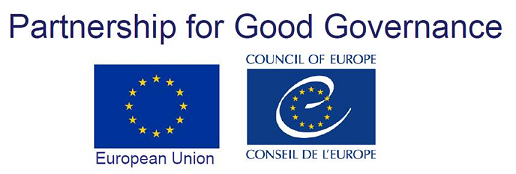 Partnership for Good Governance
COUNCIL OF EUROPE
European Union
CONSEIL DE L'EUROPE